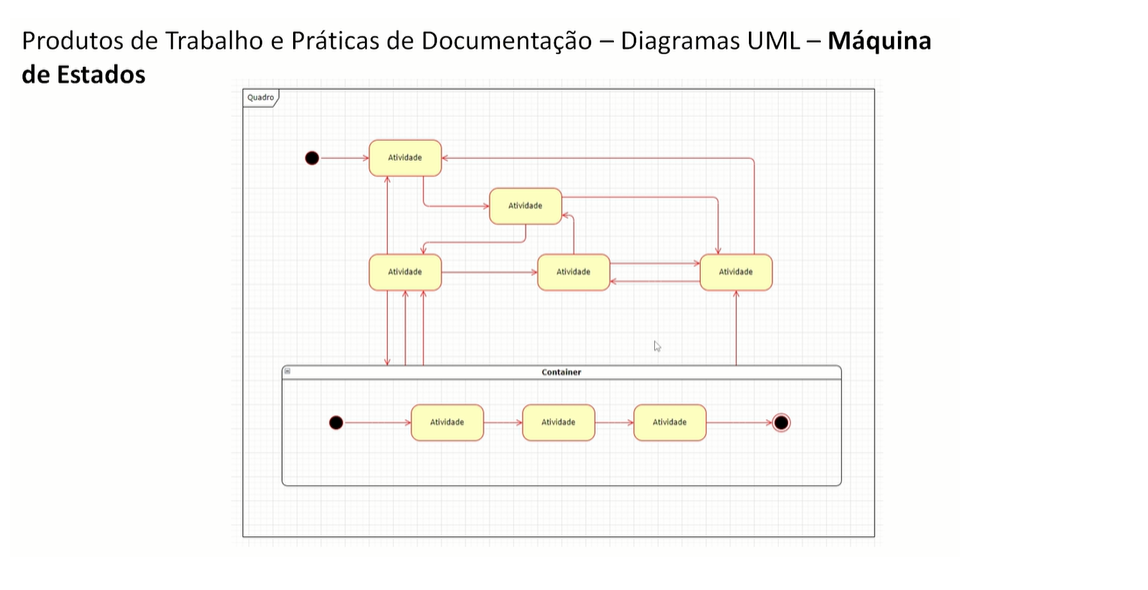 Produtos de Trabalho e Práticas de Documentação – Diagramas UML – Máquina
de Estados
Quadro
Atividade
Atividade
Atividade
Atividade
Atividade
Container
Atividade
Atividade
Atividade